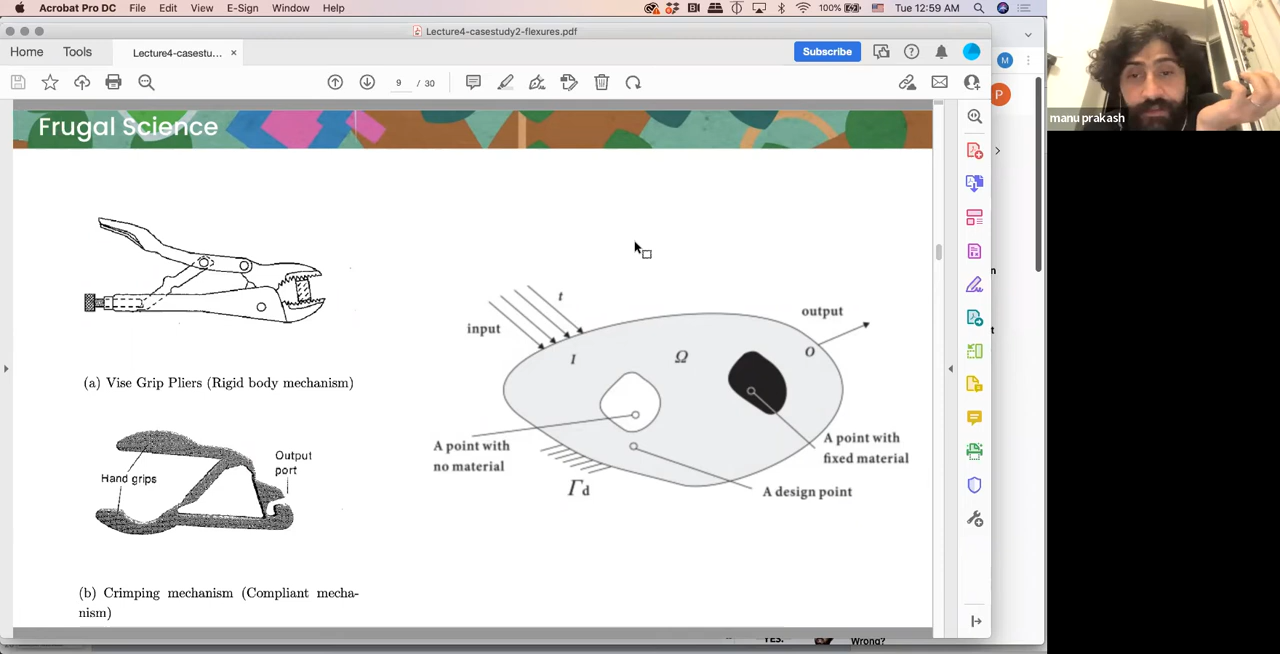 Acrobat Pro DC File Edit View E-Sign Window Help 100% Tue 12:59 AM
Lecture4-casestudy2-flexures.pdf
Home Tools Lecture4-casestu... × Subscribe
9 / 30
M
P
Frugal Science
manu prakash
t
input
output
I
Ω
O
(a) Vise Grip Pliers (Rigid body mechanism)
A point with
no material
A point with
fixed material
Γd
A design point
Hand grips
Output
port
(b) Crimping mechanism (Compliant mecha-
nism)
YES.
Wrong?